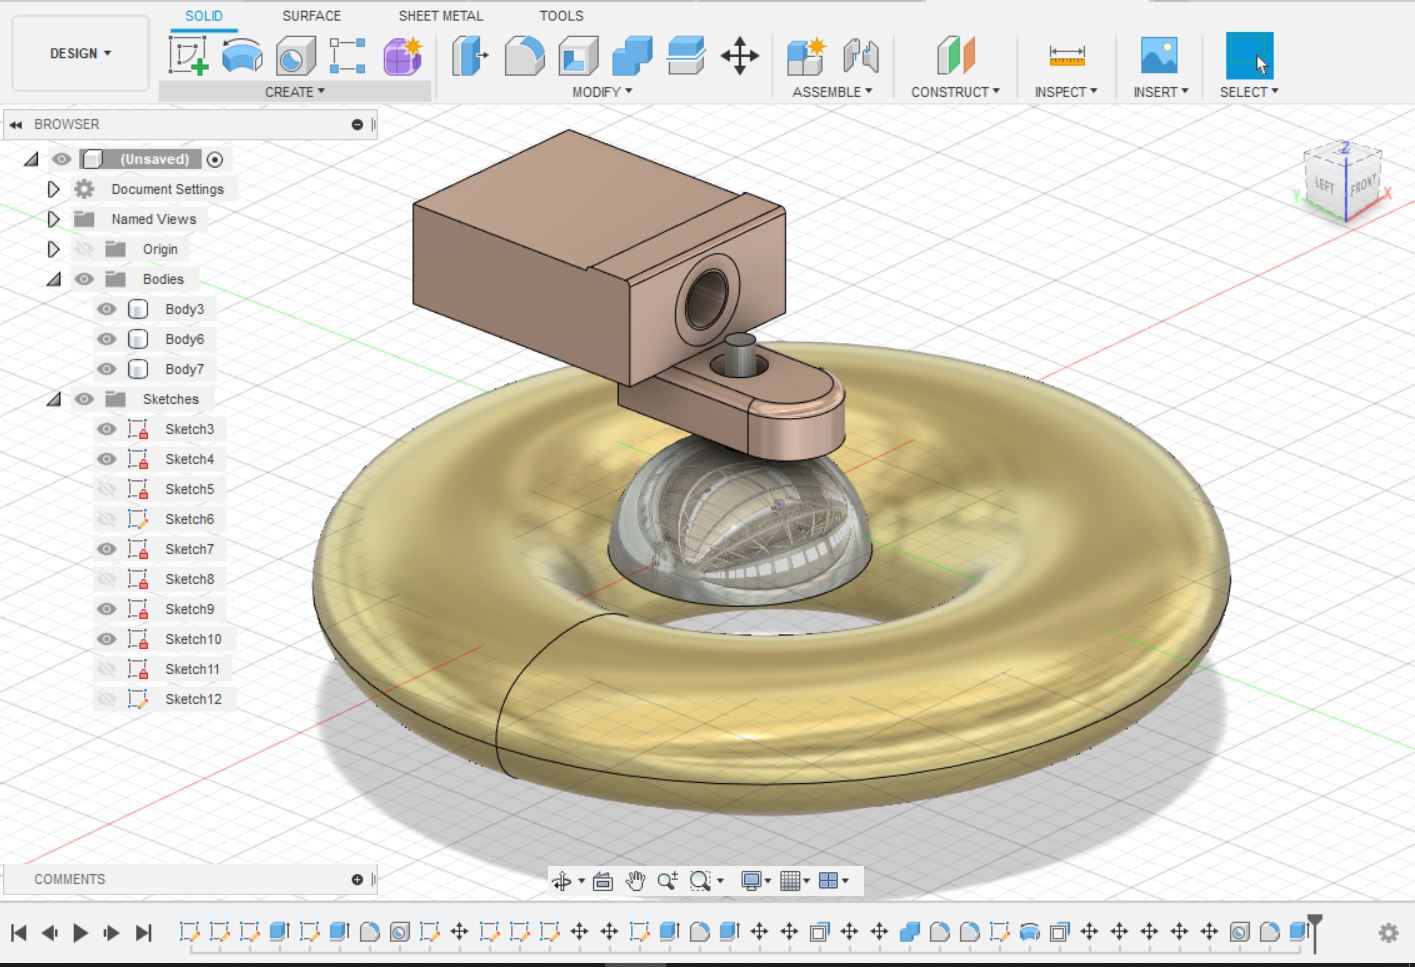 SOLID SURFACE SHEET METAL TOOLS
DESIGN
CREATE MODIFY ASSEMBLE CONSTRUCT INSPECT INSERT SELECT
BROWSER
(Unsaved)
Document Settings
Named Views
Origin
Bodies
Body3
Body6
Body7
Sketches
Sketch3
Sketch4
Sketch5
Sketch6
Sketch7
Sketch8
Sketch9
Sketch10
Sketch11
Sketch12
Z
LEFT FRONT
Y X
COMMENTS